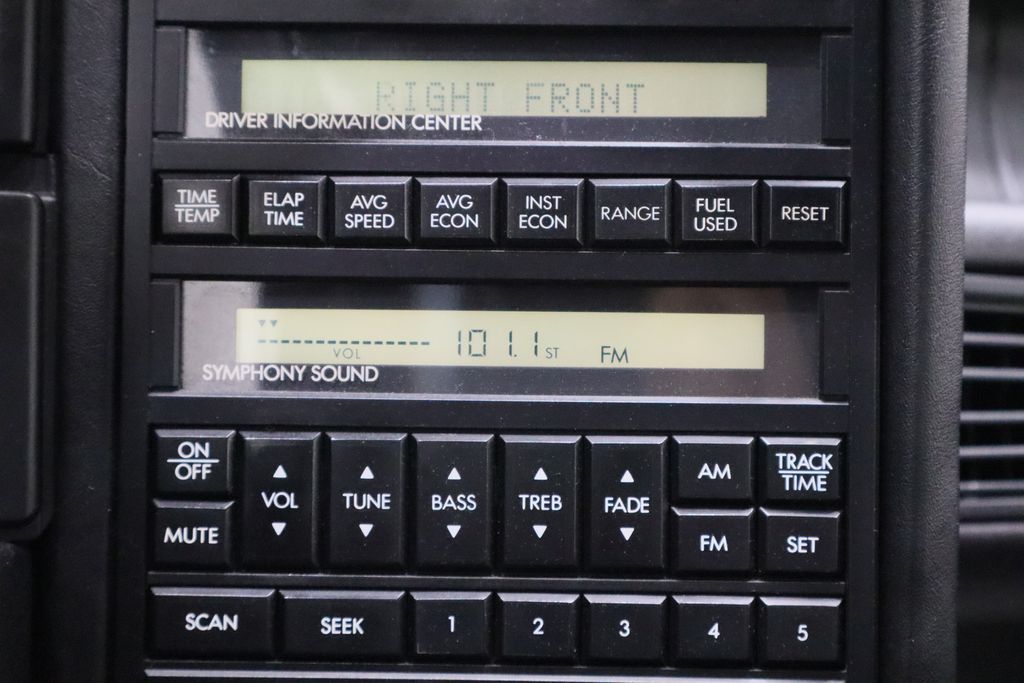 RIGHT FRONT
DRIVER INFORMATION CENTER
TIME
TEMP
ELAP
TIME
AVG
SPEED
AVG
ECON
INST
ECON
RANGE
FUEL
USED
RESET
VOL
101.1 ST FM
SYMPHONY SOUND
ON
OFF
MUTE
VOL
TUNE
BASS
TREB
FADE
AM
FM
TRACK
TIME
SET
SCAN
SEEK
1
2
3
4
5